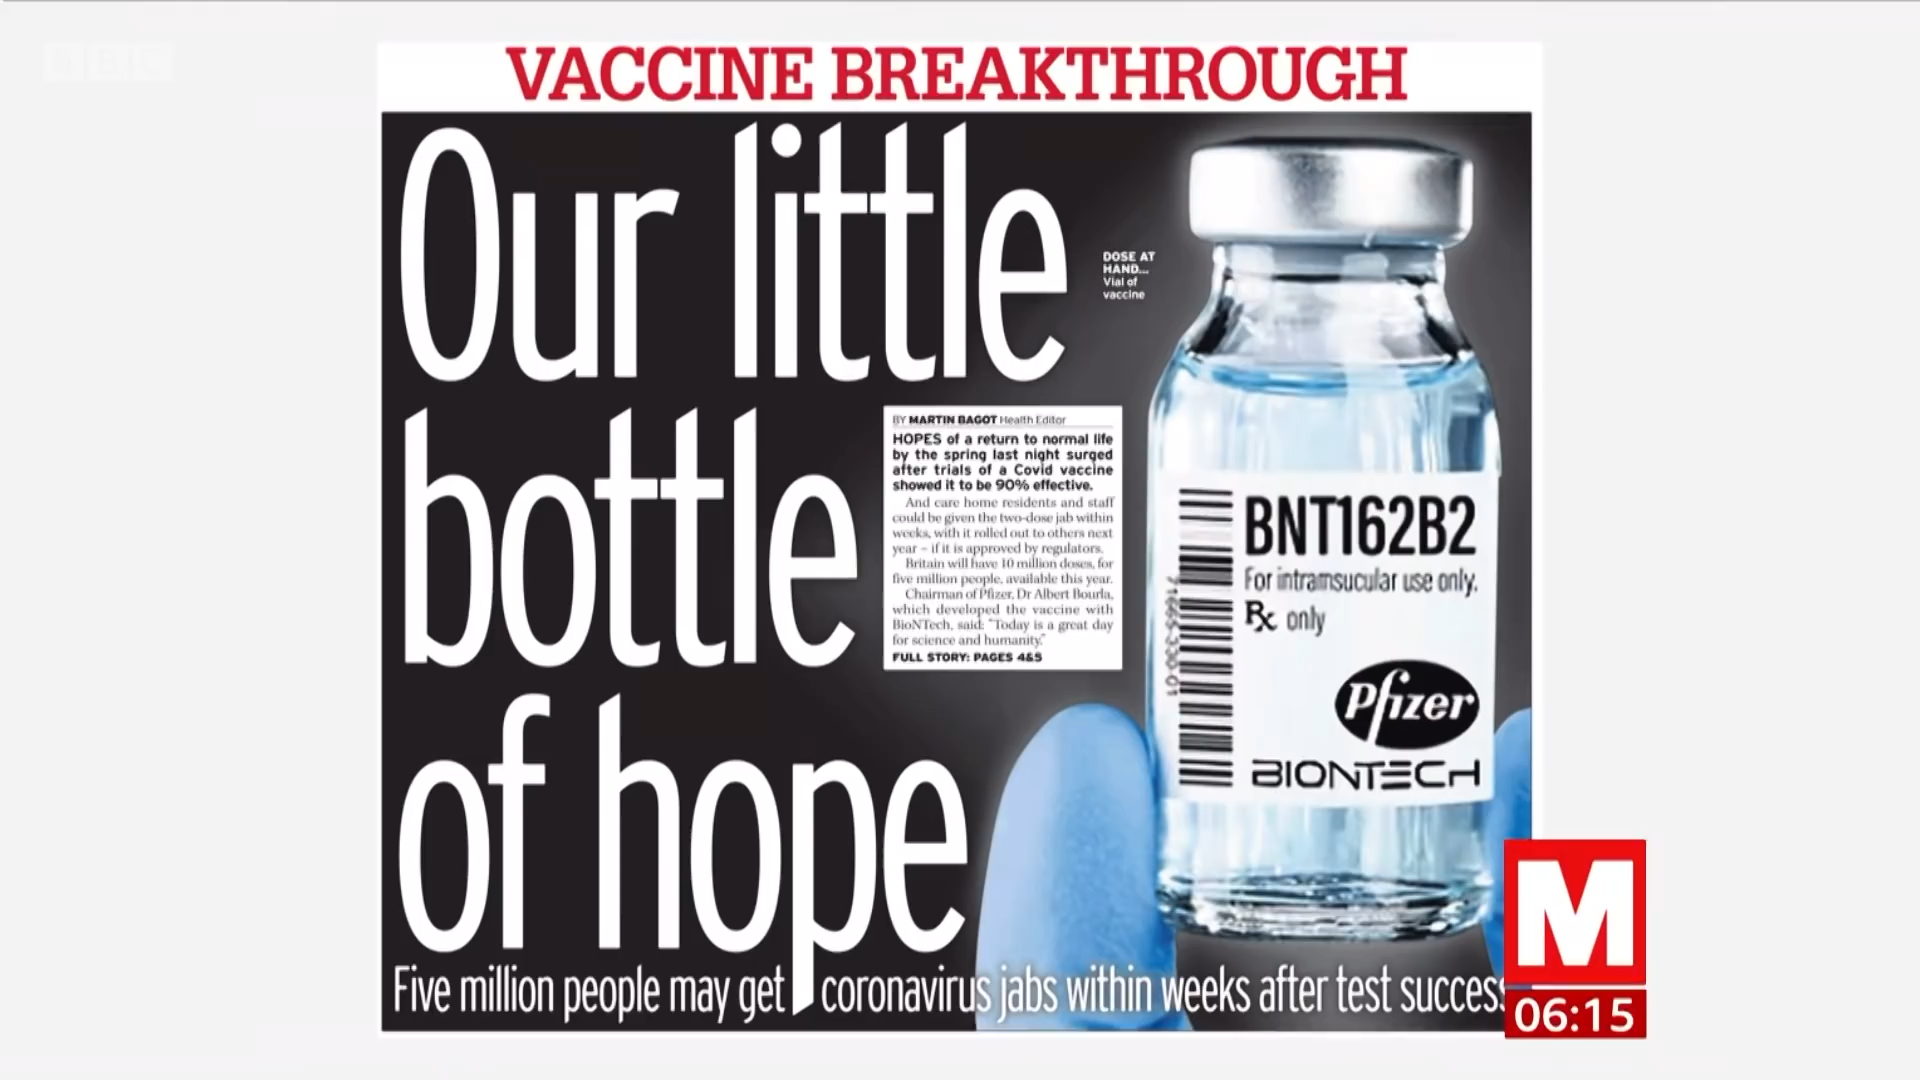 BBC
VACCINE BREAKTHROUGH
Our little
bottle
of hope
DOSE AT
HAND...
Vial of
vaccine
BY MARTIN BAGOT Health Editor
HOPES of a return to normal life
by the spring last night surged
after trials of a Covid vaccine
showed it to be 90% effective.
And care home residents and staff
could be given the two-dose jab within
weeks, with it rolled out to others next
year – if it is approved by regulators.
Britain will have 10 million doses, for
five million people, available this year.
Chairman of Pfizer, Dr Albert Bourla,
which developed the vaccine with
BioNTech, said: “Today is a great day
for science and humanity.”
FULL STORY: PAGES 4&5
BNT162B2
For intramsucular use only.
Rx only
Pfizer
BIONTECH
Five million people may get coronavirus jabs within weeks after test success
M
06:15